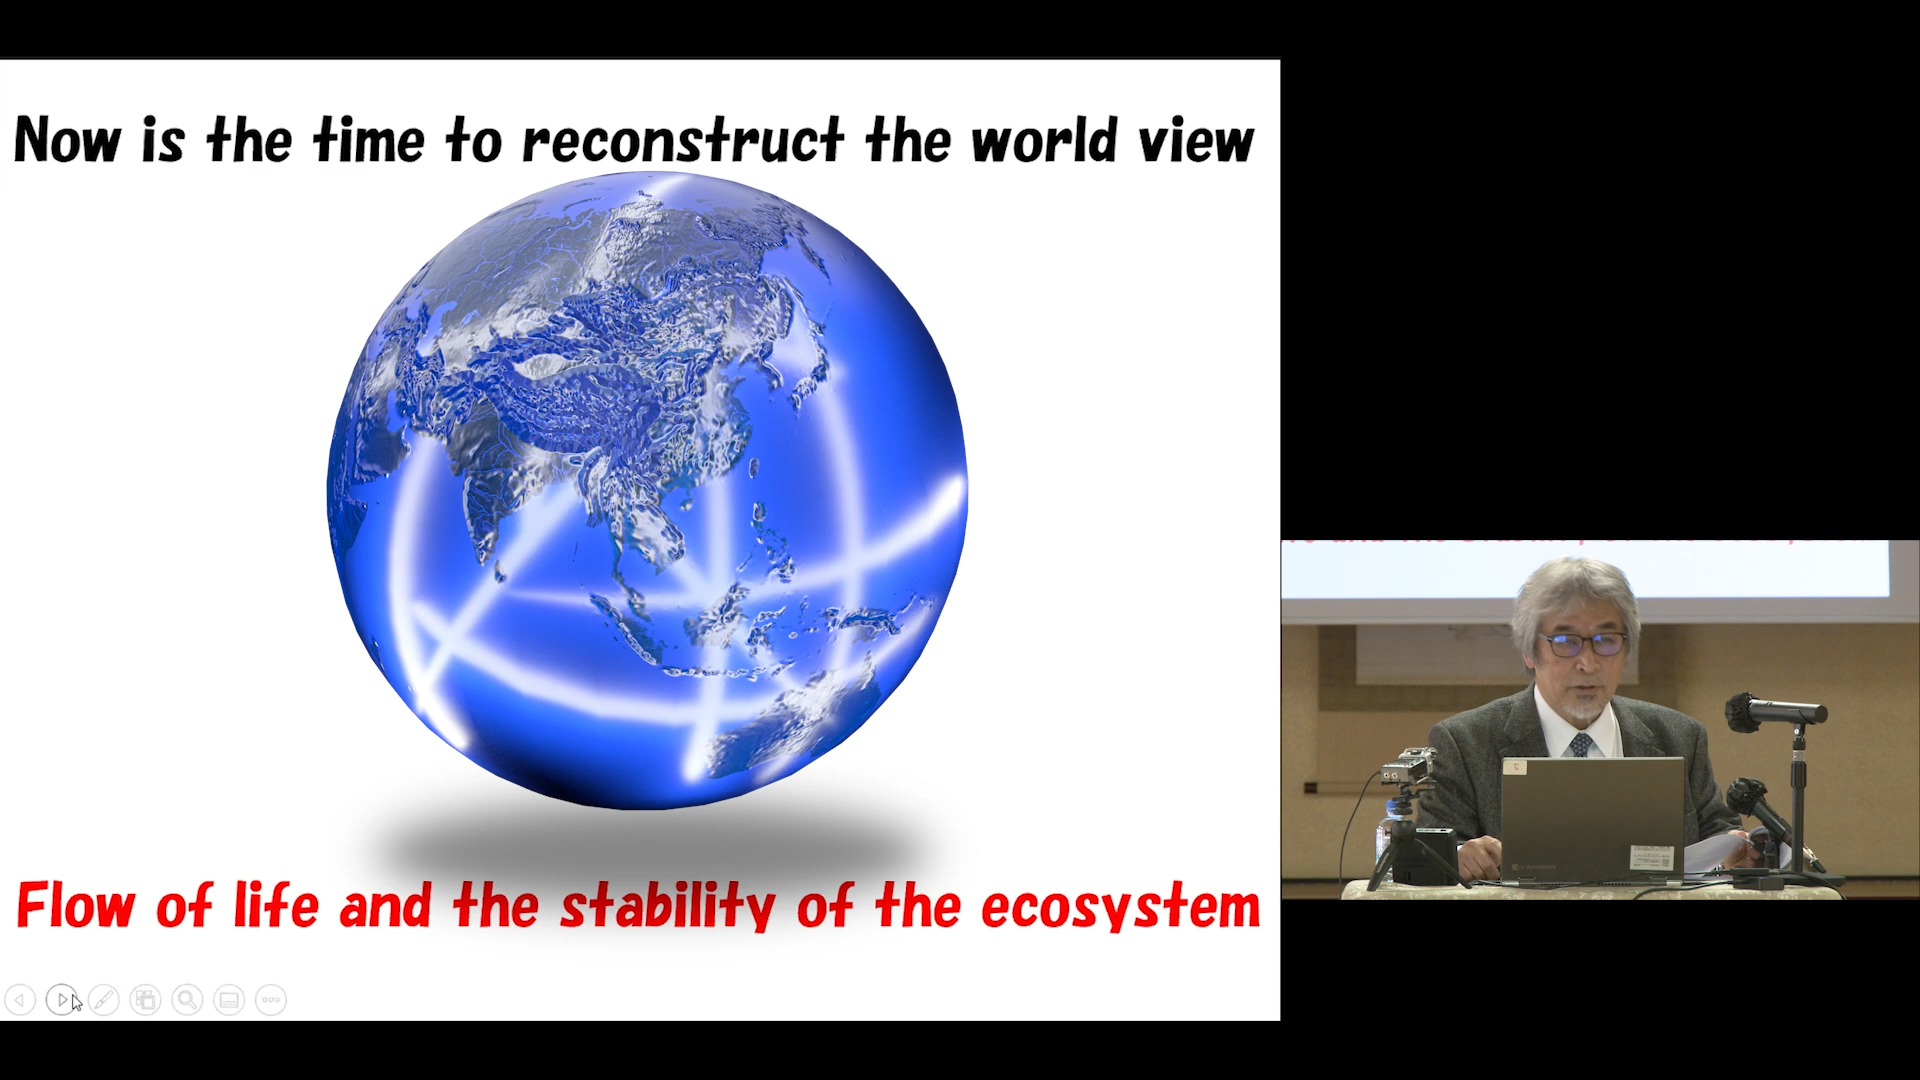 Now is the time to reconstruct the world view
Flow of life and the stability of the ecosystem